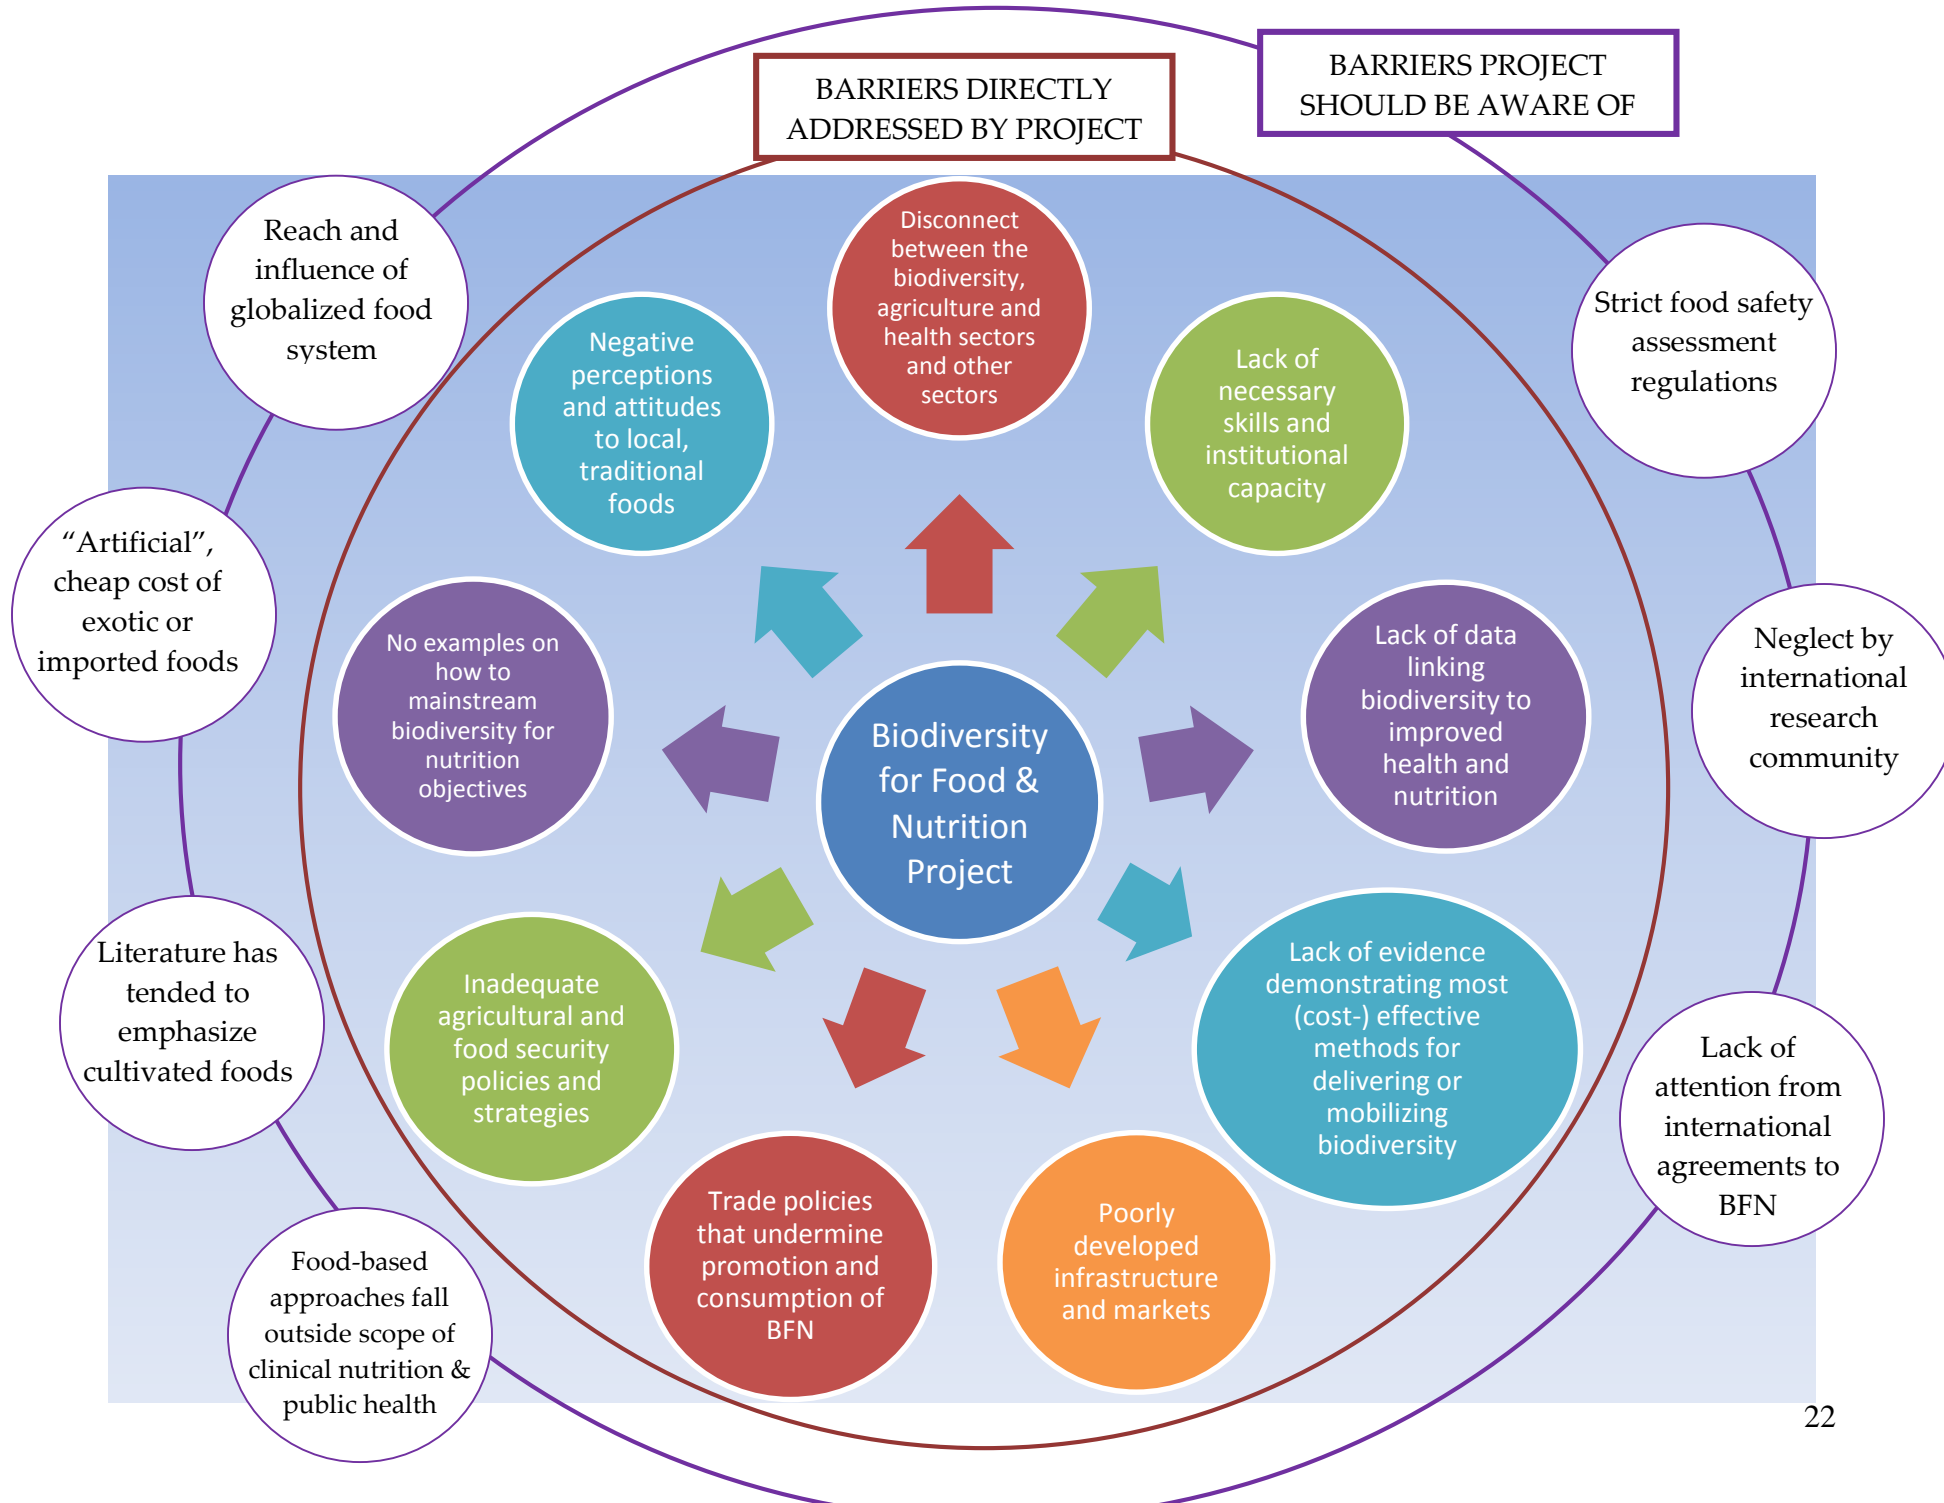 BARRIERS DIRECTLY
ADDRESSED BY PROJECT
BARRIERS PROJECT
SHOULD BE AWARE OF
Disconnect
between the
biodiversity,
agriculture and
health sectors
and other
sectors
Lack of
necessary
skills and
institutional
capacity
Lack of data
linking
biodiversity to
improved
health and
nutrition
Lack of evidence
demonstrating most
(cost-) effective
methods for
delivering or
mobilizing
biodiversity
Poorly
developed
infrastructure
and markets
Trade policies
that undermine
promotion and
consumption of
BFN
Inadequate
agricultural and
food security
policies and
strategies
No examples on
how to
mainstream
biodiversity for
nutrition
objectives
Negative
perceptions
and attitudes
to local,
traditional
foods
Biodiversity
for Food &
Nutrition
Project
Reach and
influence of
globalized food
system
“Artificial”,
cheap cost of
exotic or
imported foods
Literature has
tended to
emphasize
cultivated foods
Food-based
approaches fall
outside scope of
clinical nutrition &
public health
Strict food safety
assessment
regulations
Neglect by
international
research
community
Lack of
attention from
international
agreements to
BFN
22